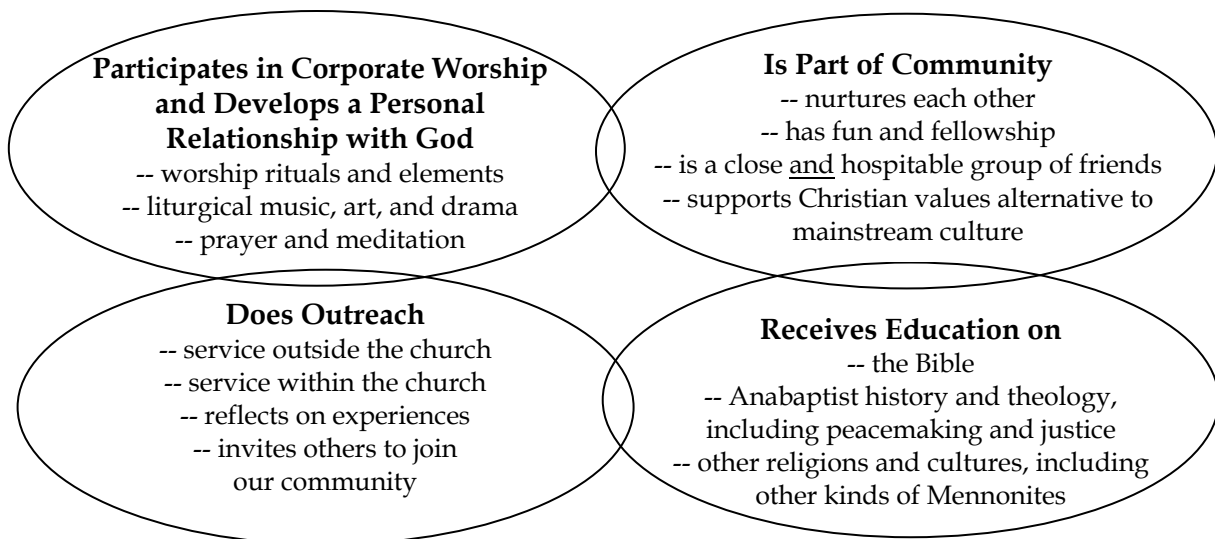 Participates in Corporate Worship
and Develops a Personal
Relationship with God
-- worship rituals and elements
-- liturgical music, art, and drama
-- prayer and meditation
Is Part of Community
-- nurtures each other
-- has fun and fellowship
-- is a close and hospitable group of friends
-- supports Christian values alternative to
mainstream culture
Does Outreach
-- service outside the church
-- service within the church
-- reflects on experiences
-- invites others to join
our community
Receives Education on
-- the Bible
-- Anabaptist history and theology,
including peacemaking and justice
-- other religions and cultures, including
other kinds of Mennonites